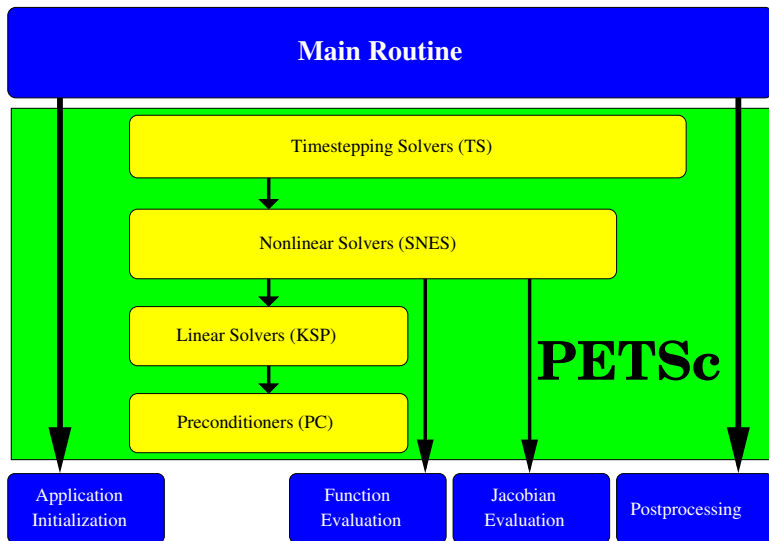 Main Routine
Timestepping Solvers (TS)
Nonlinear Solvers (SNES)
Linear Solvers (KSP)
PETSc
Preconditioners (PC)
Application
Initialization
Function
Evaluation
Jacobian
Evaluation
Postprocessing